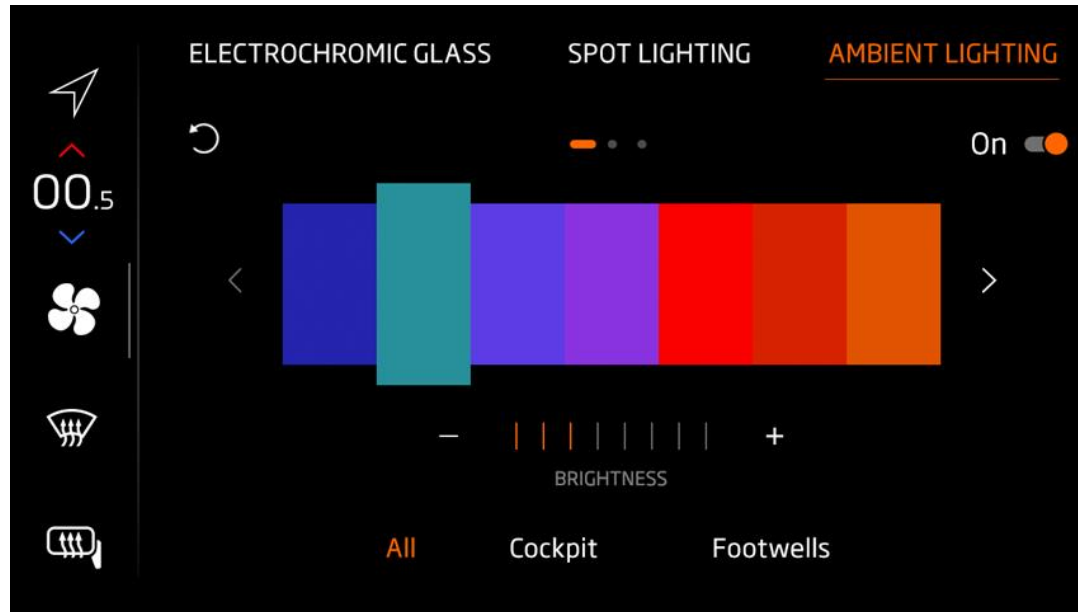 ELECTROCHROMIC GLASS SPOT LIGHTING AMBIENT LIGHTING
On
00.5
BRIGHTNESS
All Cockpit Footwells